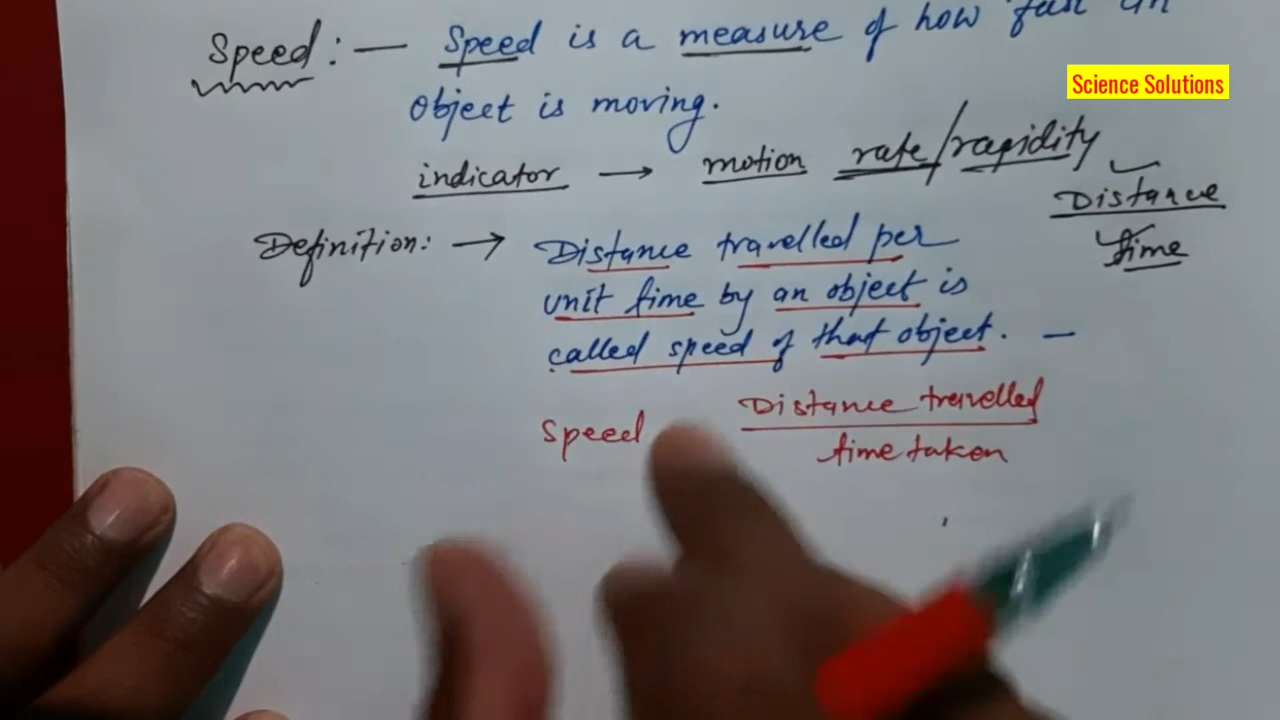 Speed :— Speed is a measure of how fast an
Science Solutions
object is moving.
indicator → motion rate/rapidity
Distance
time
Definition: → Distance travelled per
unit time by an object is
called speed of that object. —
Speed Distance travelled
time taken